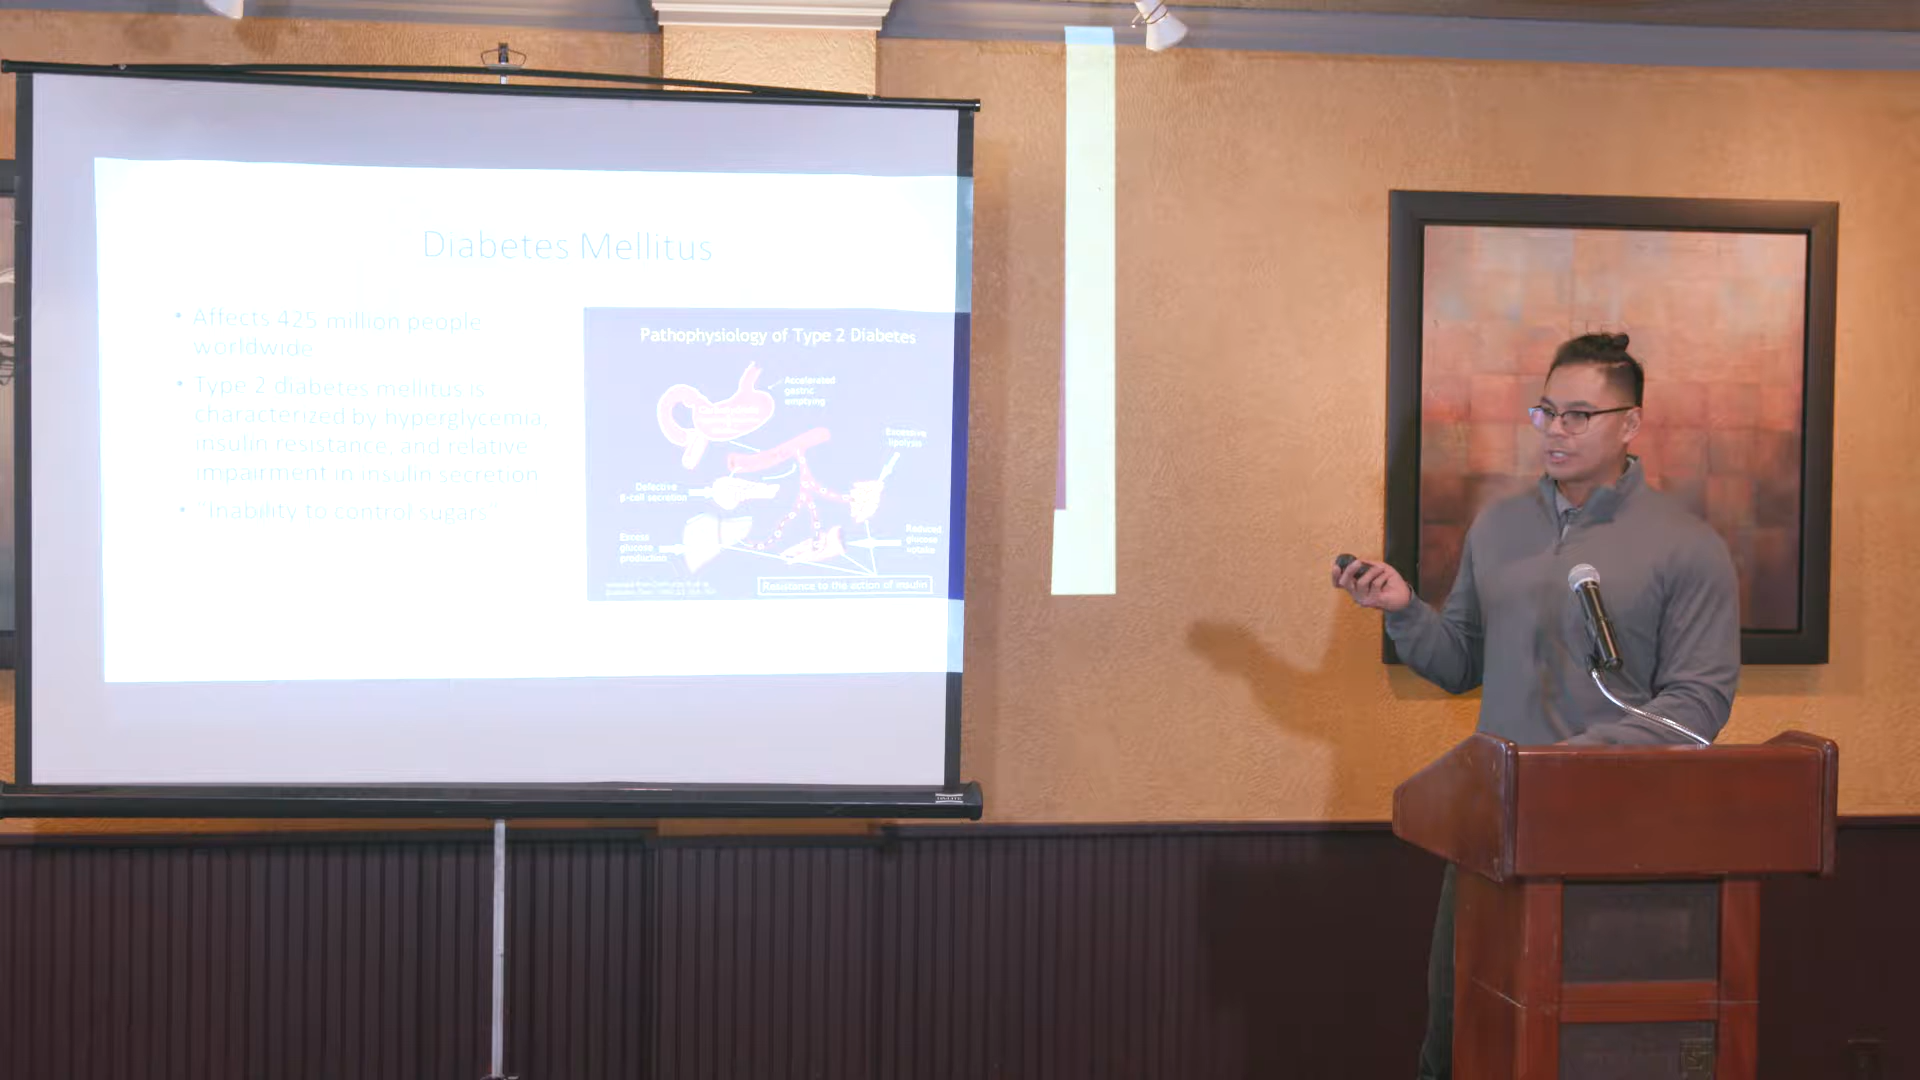 Diabetes Mellitus
• Affects 425 million people
worldwide
• Type 2 diabetes mellitus is
characterized by hyperglycemia,
insulin resistance, and relative
impairment in insulin secretion
• "Inability to control sugars"
Pathophysiology of Type 2 Diabetes
Accelerated
gastric
emptying
Excessive
lipolysis
Defective
β-cell secretion
Excess
glucose
production
Reduced
glucose
uptake
Resistance to the action of insulin